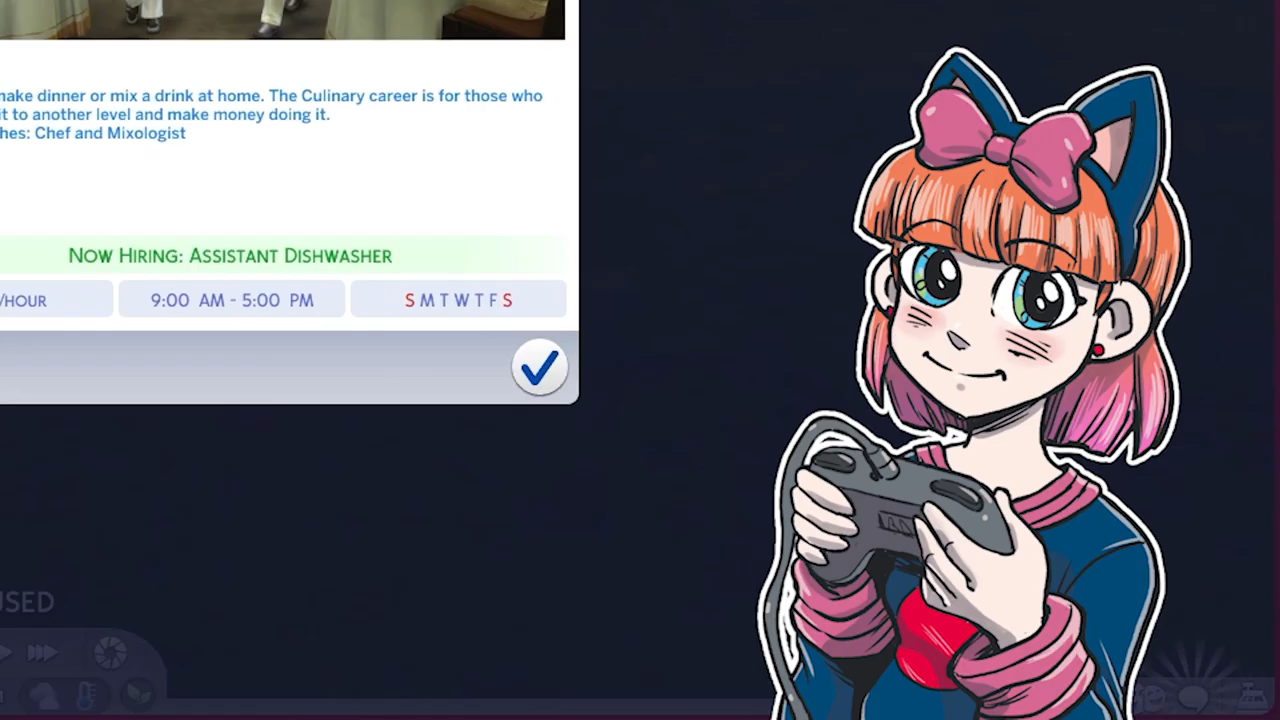 make dinner or mix a drink at home. The Culinary career is for those who
it to another level and make money doing it.
hes: Chef and Mixologist
NOW HIRING: ASSISTANT DISHWASHER
/HOUR
9:00 AM - 5:00 PM
S M T W T F S
USED